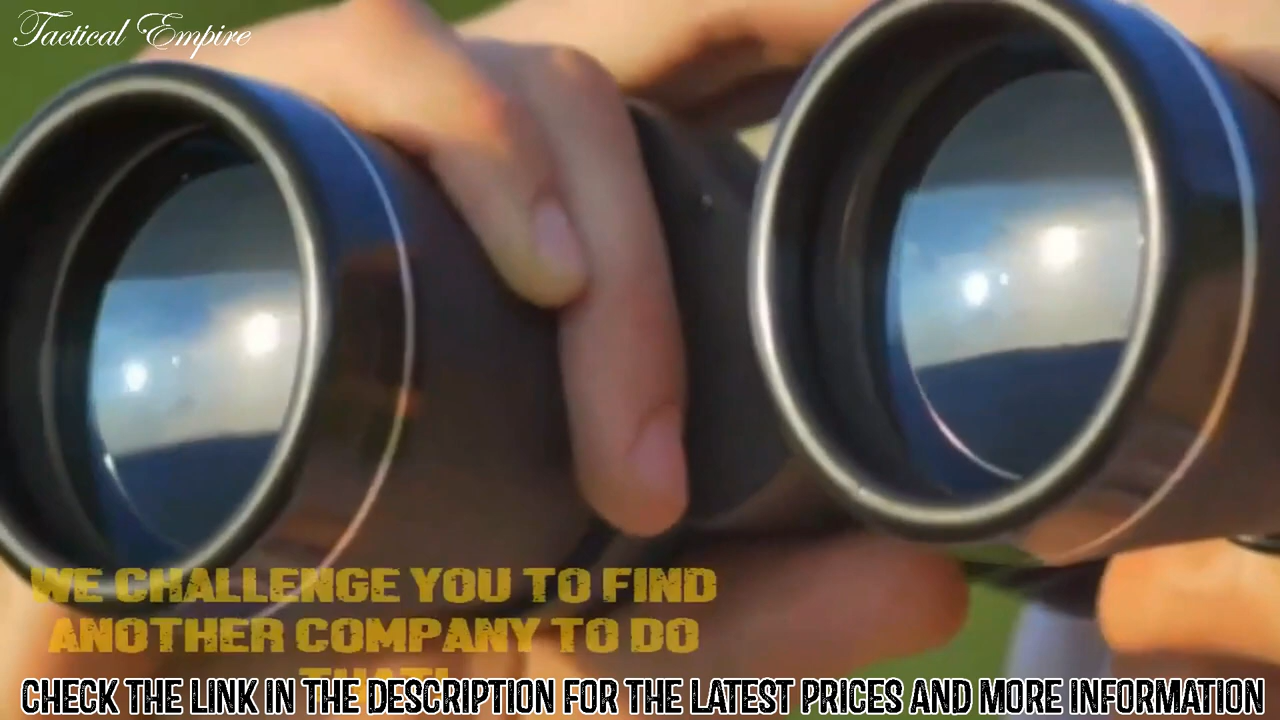 Tactical Empire
WE CHALLENGE YOU TO FIND
ANOTHER COMPANY TO DO
THAT!
CHECK THE LINK IN THE DESCRIPTION FOR THE LATEST PRICES AND MORE INFORMATION